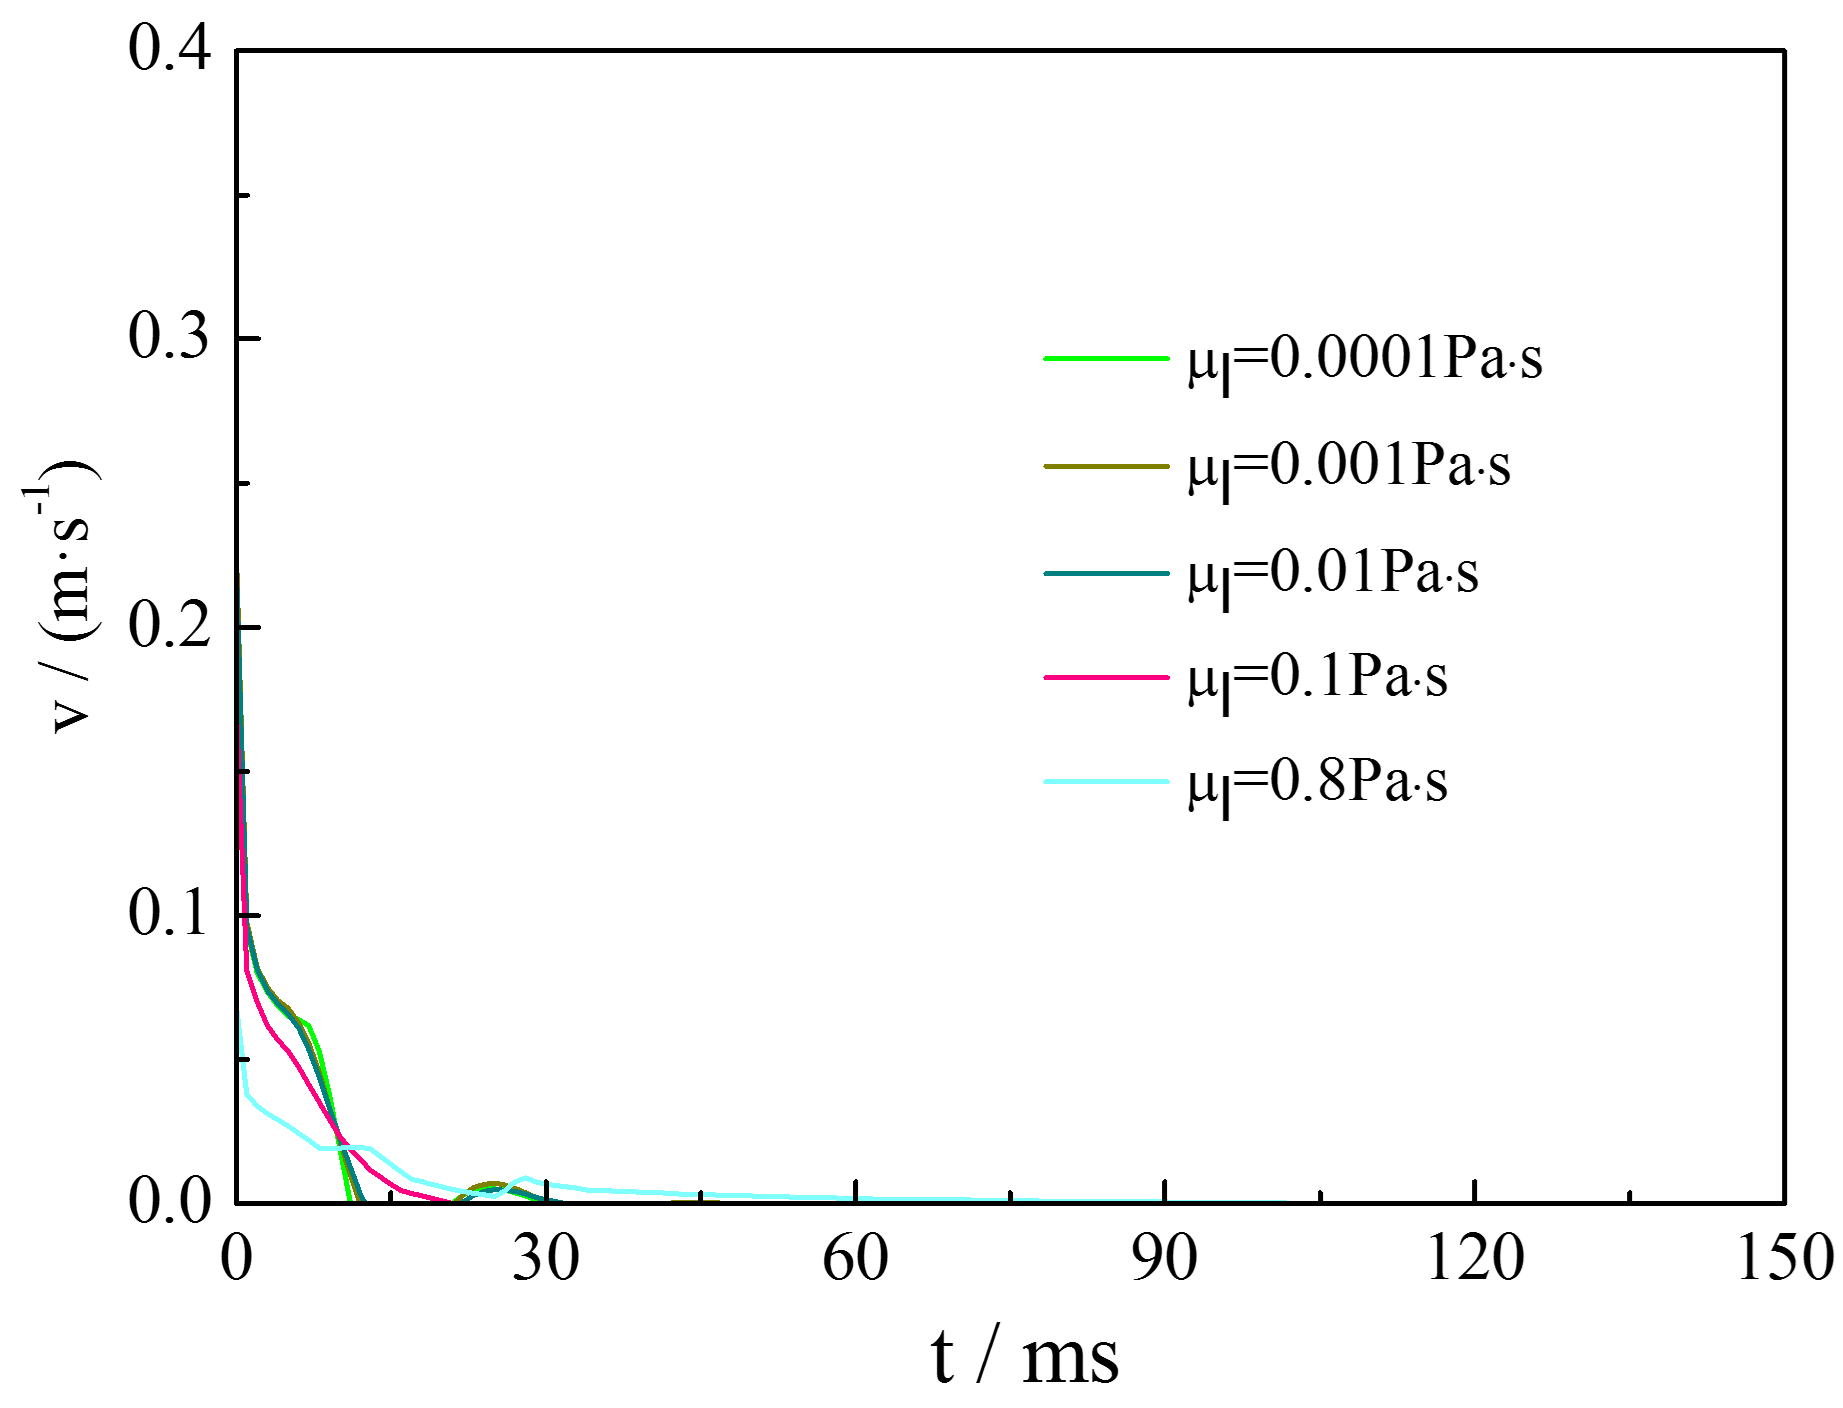 0.4
0.3
0.2
0.1
0.0
v / (m·s⁻¹)
μₗ=0.0001Pa·s
μₗ=0.001Pa·s
μₗ=0.01Pa·s
μₗ=0.1Pa·s
μₗ=0.8Pa·s
0 30 60 90 120 150
t / ms